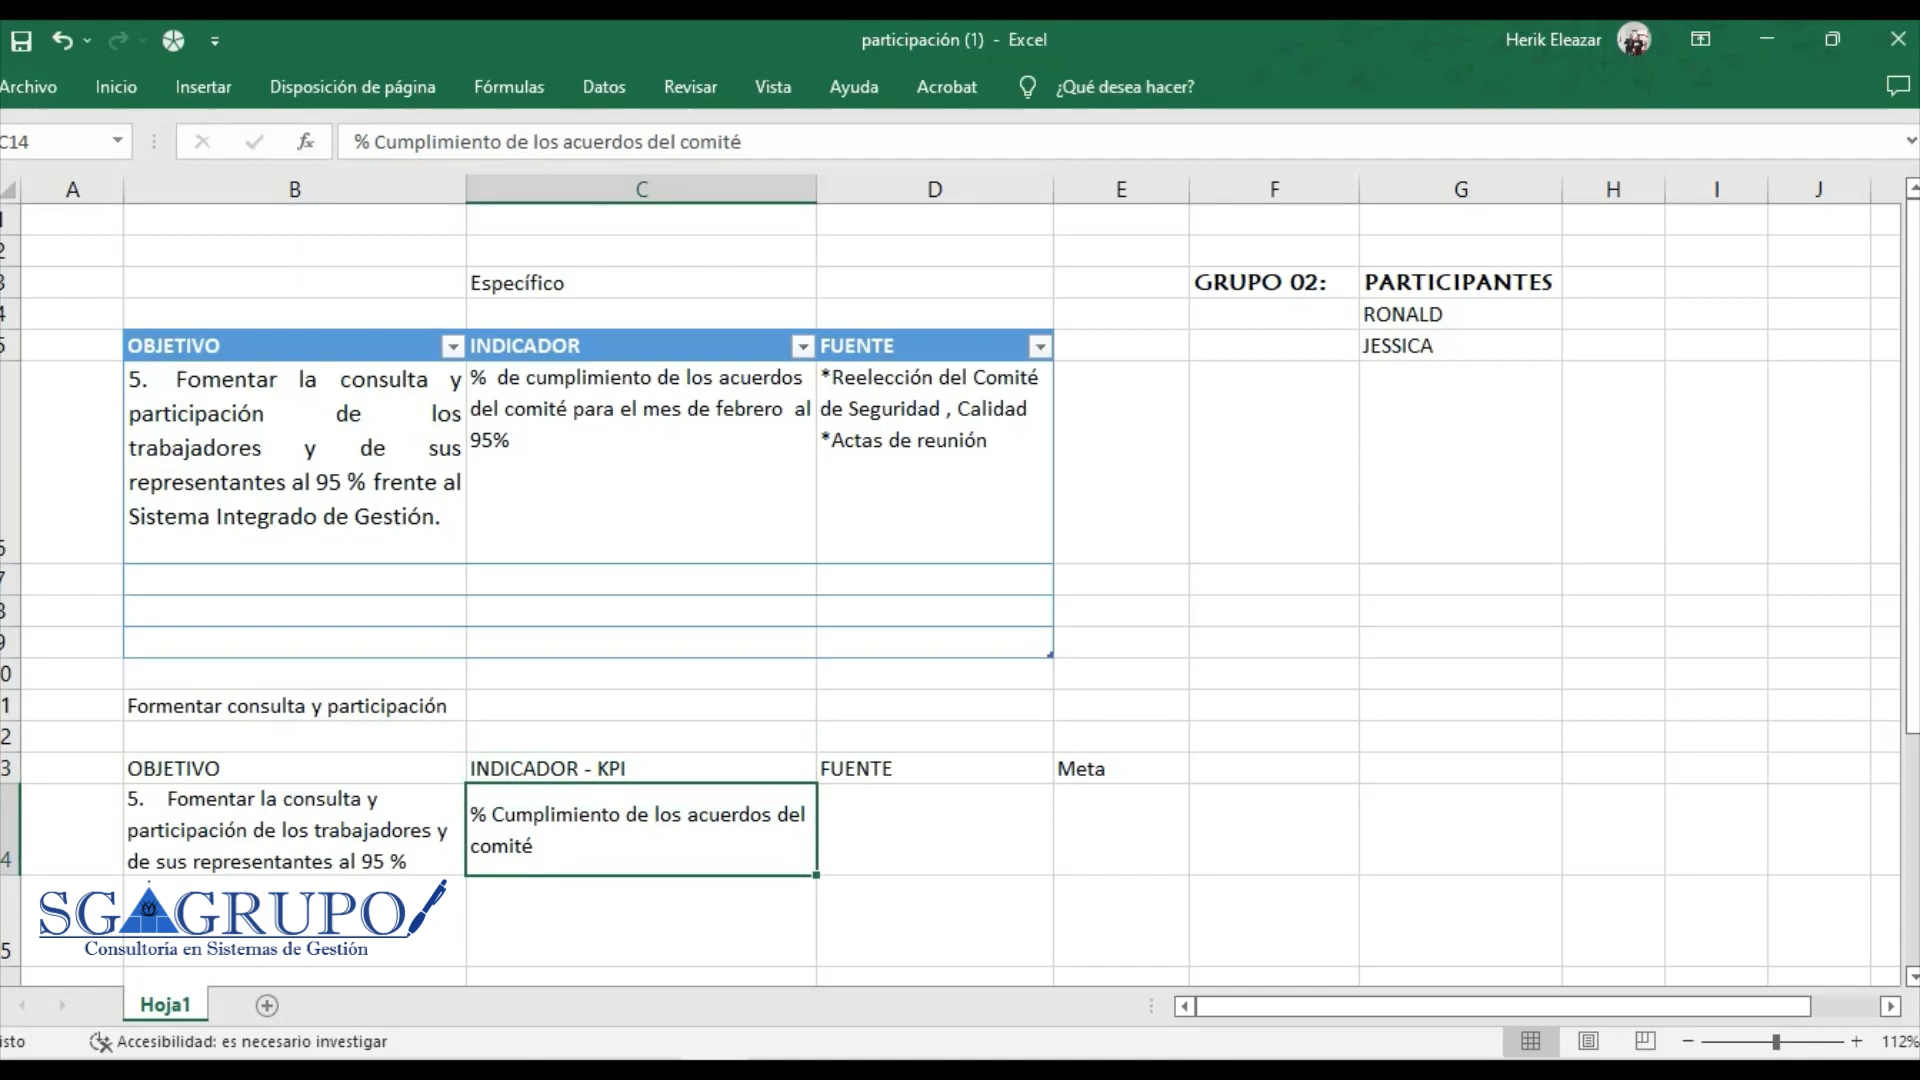 participación (1) - Excel
Herik Eleazar
Archivo Inicio Insertar Disposición de página Fórmulas Datos Revisar Vista Ayuda Acrobat ¿Qué desea hacer?
C14
fx
% Cumplimiento de los acuerdos del comité
A B C D E F G H I J
Específico
GRUPO 02: PARTICIPANTES
RONALD
JESSICA
OBJETIVO INDICADOR FUENTE
5. Fomentar la consulta y
participación de los
trabajadores y de sus
representantes al 95 % frente al
Sistema Integrado de Gestión.
% de cumplimiento de los acuerdos
del comité para el mes de febrero al
95%
*Reelección del Comité
de Seguridad , Calidad
*Actas de reunión
Formentar consulta y participación
OBJETIVO INDICADOR - KPI FUENTE Meta
5. Fomentar la consulta y
participación de los trabajadores y
de sus representantes al 95 %
% Cumplimiento de los acuerdos del
comité
SGAGRUPO
Consultoría en Sistemas de Gestión
Hoja1
Accesibilidad: es necesario investigar
112%